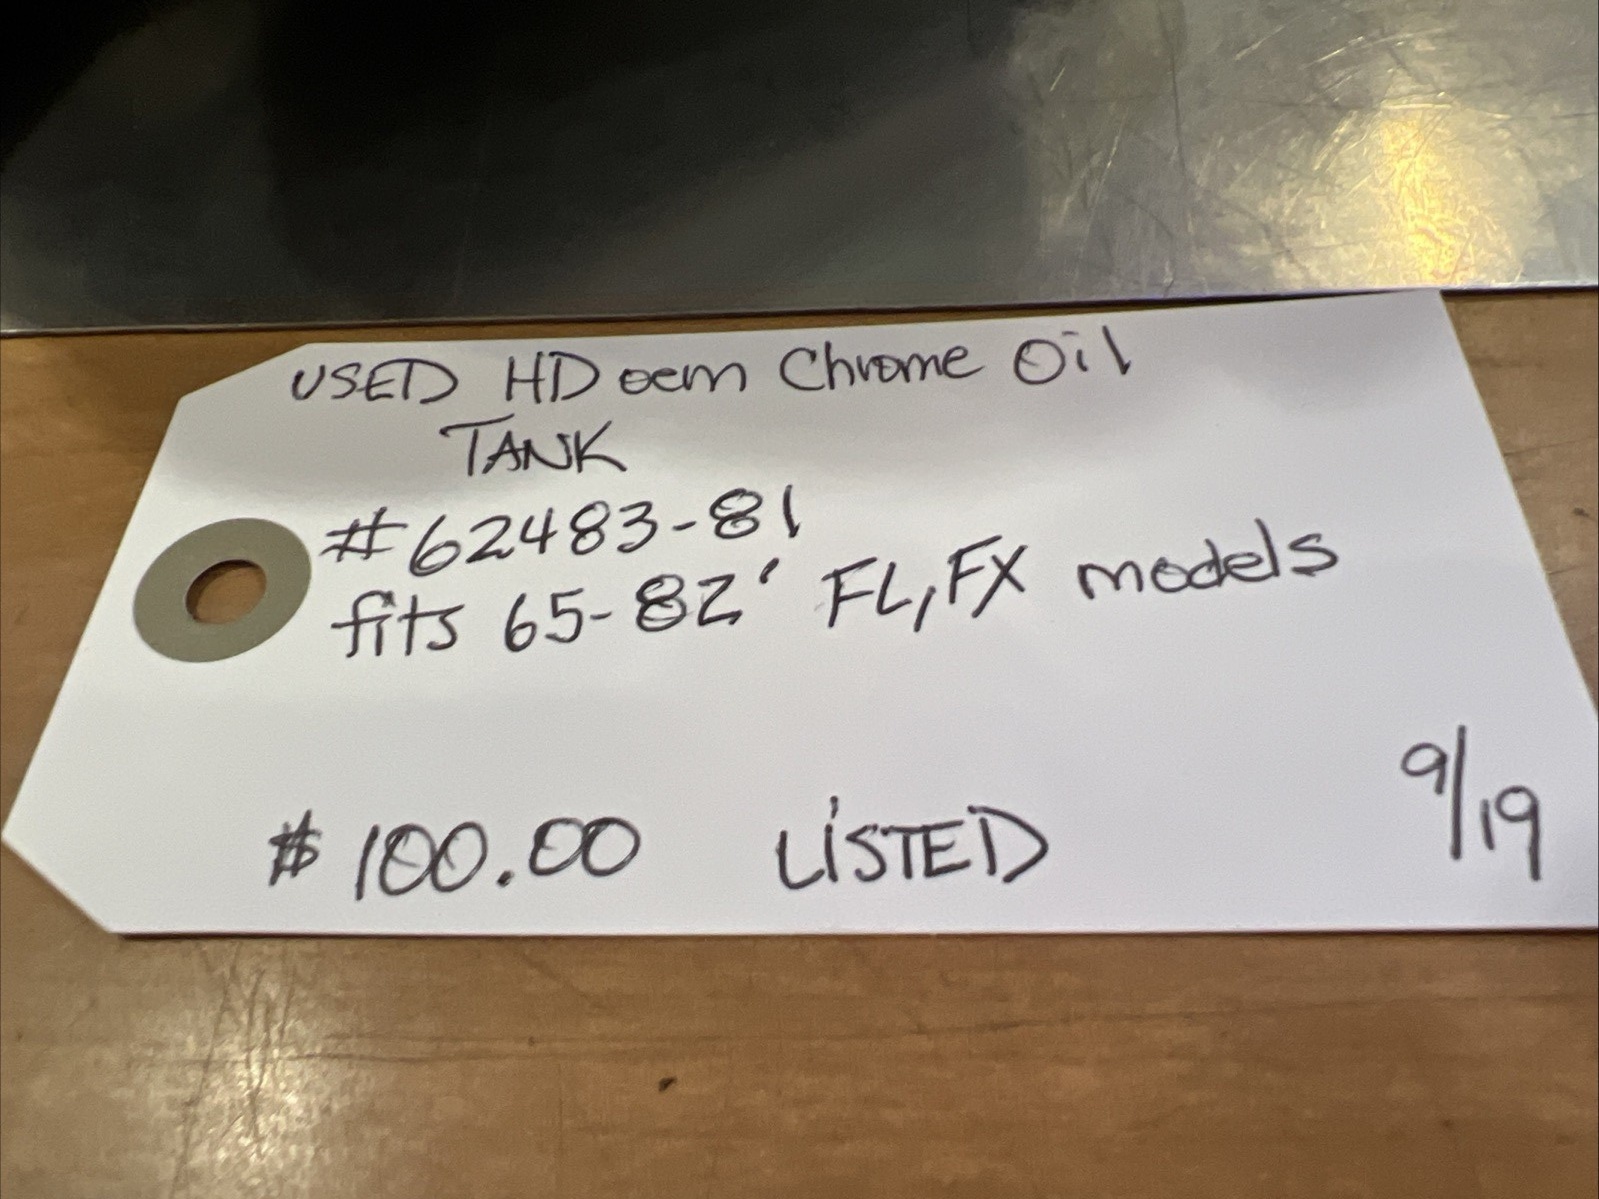 USED HD oem Chrome Oil
TANK
#62483-81
fits 65-82' FL, FX models
$100.00 LiSTED 9/19